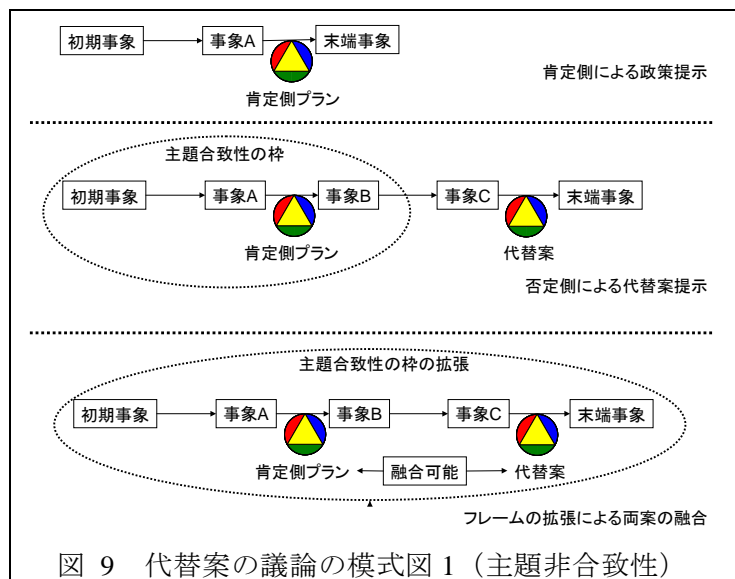 初期事象 事象A 末端事象
肯定側プラン
肯定側による政策提示
主題合致性の枠
初期事象 事象A 事象B 事象C 末端事象
肯定側プラン 代替案
否定側による代替案提示
主題合致性の枠の拡張
初期事象 事象A 事象B 事象C 末端事象
肯定側プラン 融合可能 代替案
フレームの拡張による両案の融合
図 9 代替案の議論の模式図 1（主題非合致性）